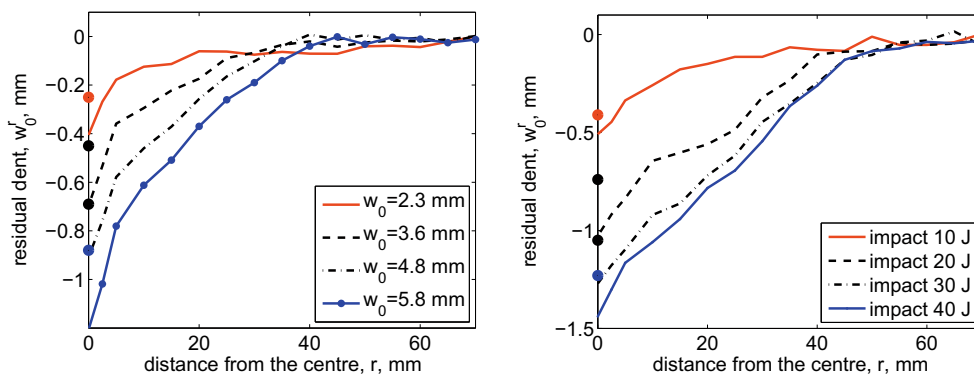 0
−0.2
−0.4
−0.6
−0.8
−1
0
20
40
60
residual dent, w₀ʳ, mm
distance from the centre, r, mm
w₀=2.3 mm
w₀=3.6 mm
w₀=4.8 mm
w₀=5.8 mm
0
−0.5
−1
−1.5
0
20
40
60
residual dent, w₀ʳ, mm
distance from the centre, r, mm
impact 10 J
impact 20 J
impact 30 J
impact 40 J